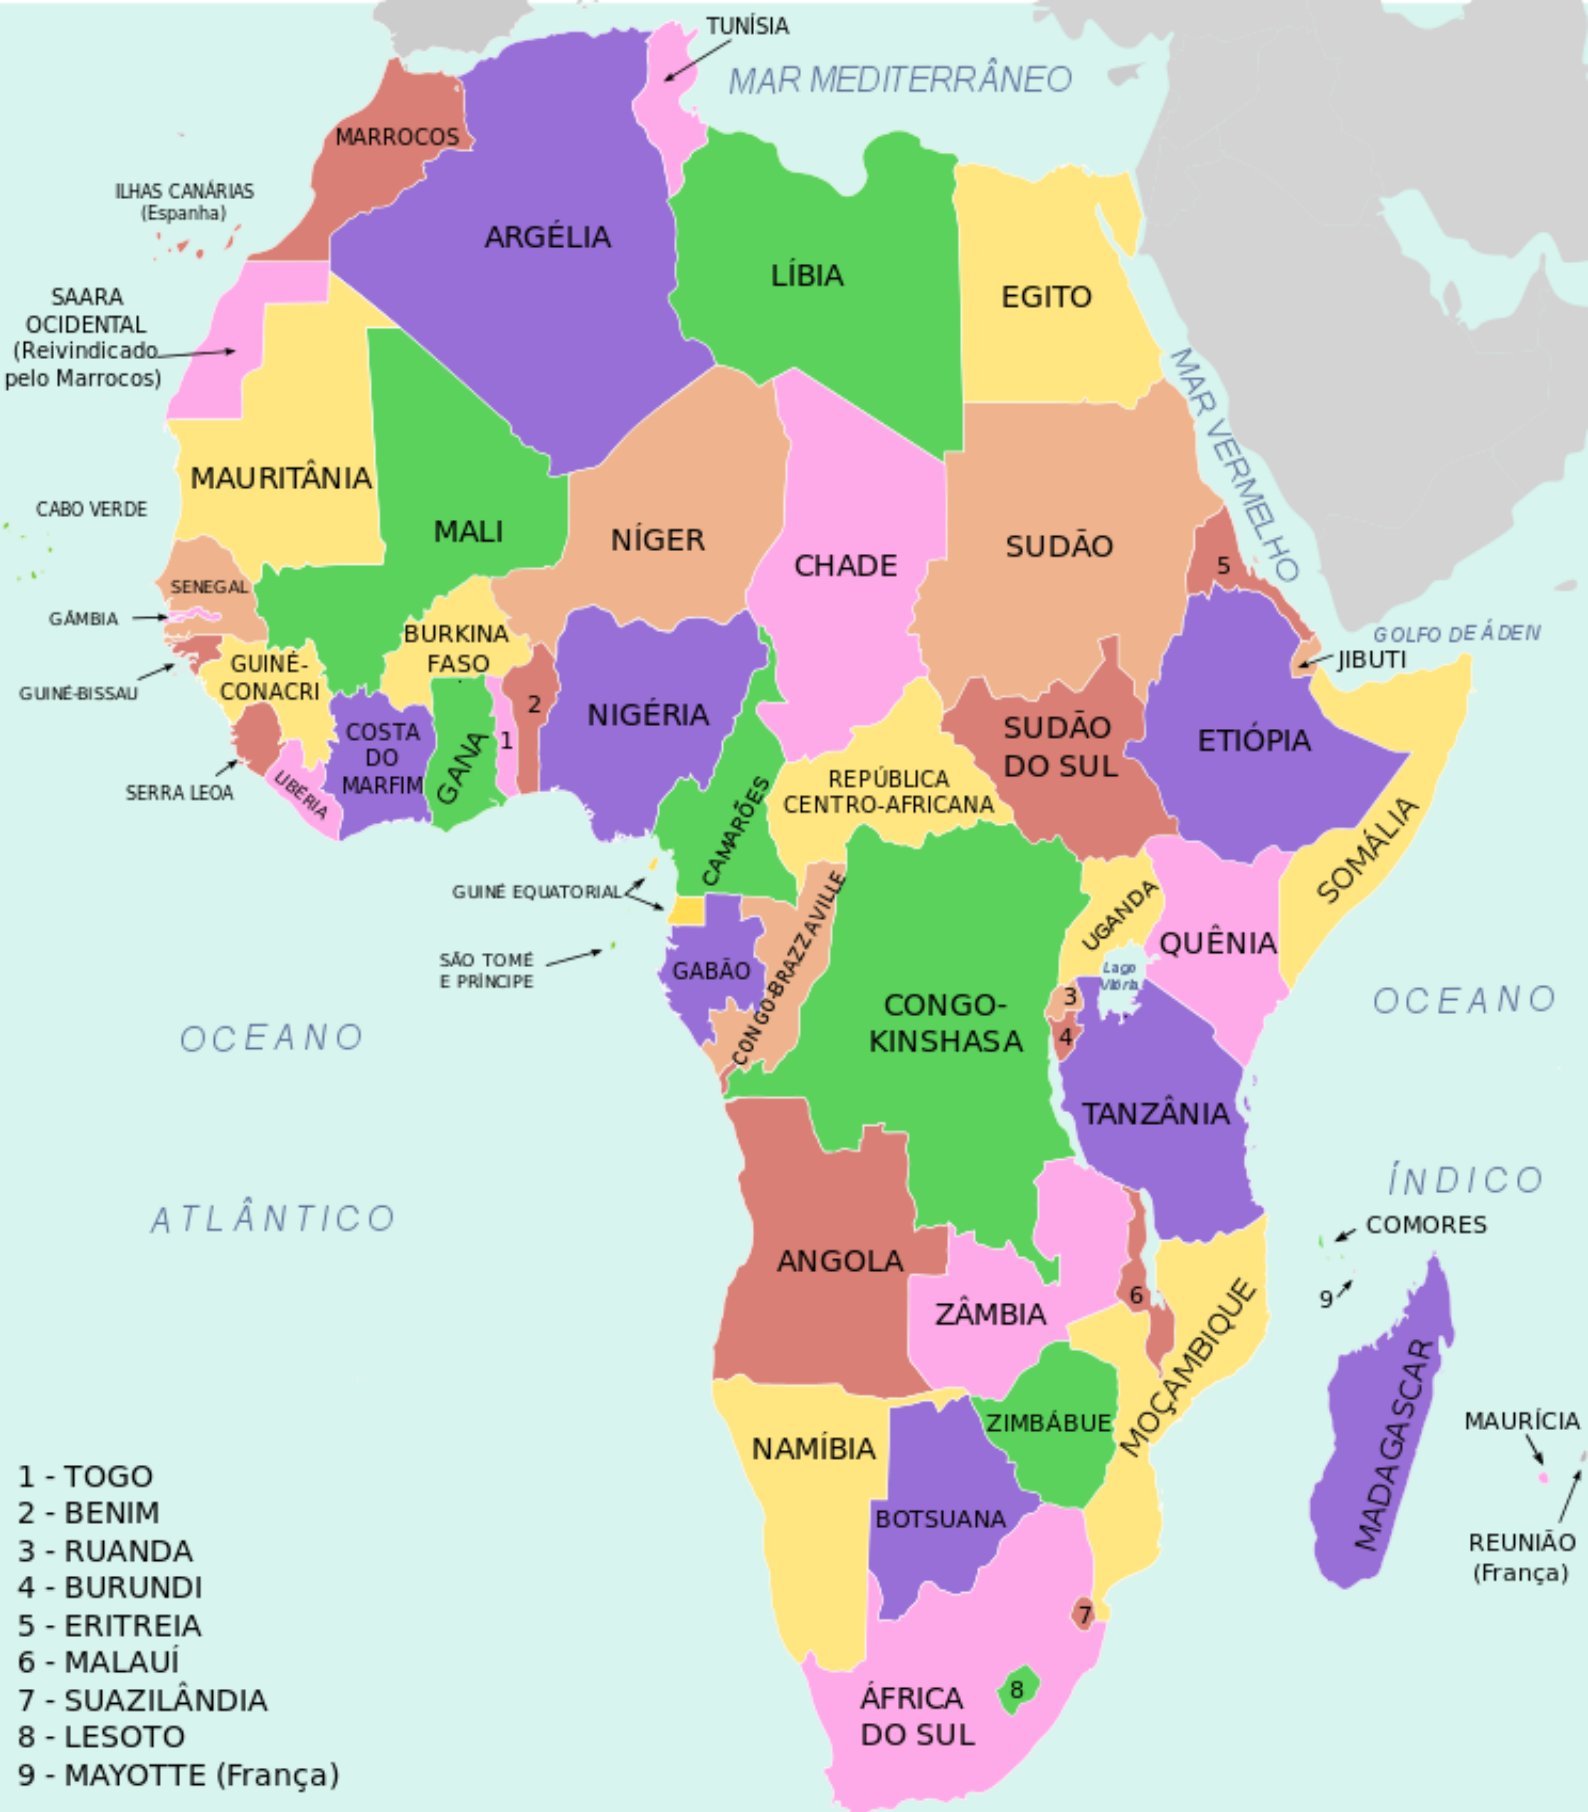 TUNÍSIA
MAR MEDITERRÂNEO
MARROCOS
ILHAS CANÁRIAS
(Espanha)
ARGÉLIA
LÍBIA
EGITO
SAARA
OCIDENTAL
(Reivindicado
pelo Marrocos)
MAR VERMELHO
MAURITÂNIA
CABO VERDE
MALI
NÍGER
CHADE
SUDÃO
5
SENEGAL
GÂMBIA
BURKINA
FASO
GOLFO DE ÁDEN
JIBUTI
GUINÉ-
CONACRI
GUINÉ-BISSAU
2
1
NIGÉRIA
SUDÃO
DO SUL
ETIÓPIA
COSTA
DO
MARFIM
GANA
SERRA LEOA
LIBÉRIA
REPÚBLICA
CENTRO-AFRICANA
CAMARÕES
SOMÁLIA
GUINÉ EQUATORIAL
CONGO-BRAZZAVILLE
UGANDA
QUÊNIA
SÃO TOMÉ
E PRÍNCIPE
GABÃO
Lago
Vitória
3
4
CONGO-
KINSHASA
OCEANO
OCEANO
TANZÂNIA
ATLÂNTICO
ÍNDICO
COMORES
ANGOLA
ZÂMBIA
6
9
MOÇAMBIQUE
MADAGASCAR
NAMÍBIA
ZIMBÁBUE
BOTSUANA
MAURÍCIA
REUNIÃO
(França)
7
8
ÁFRICA
DO SUL
1 - TOGO
2 - BENIM
3 - RUANDA
4 - BURUNDI
5 - ERITREIA
6 - MALAUÍ
7 - SUAZILÂNDIA
8 - LESOTO
9 - MAYOTTE (França)